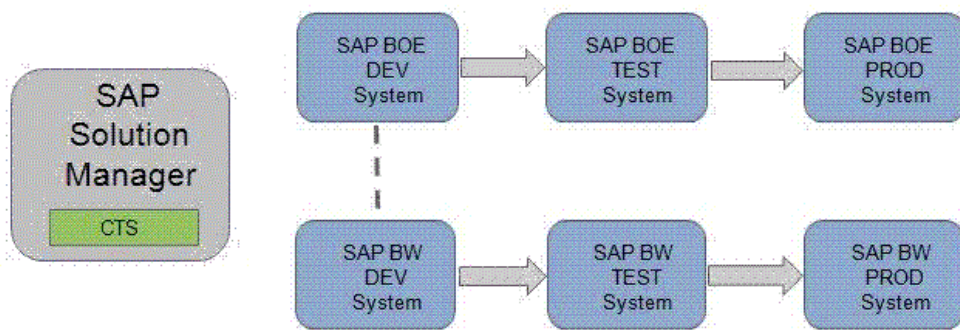 SAP
Solution
Manager
CTS
SAP BOE
DEV
System
SAP BOE
TEST
System
SAP BOE
PROD
System
SAP BW
DEV
System
SAP BW
TEST
System
SAP BW
PROD
System